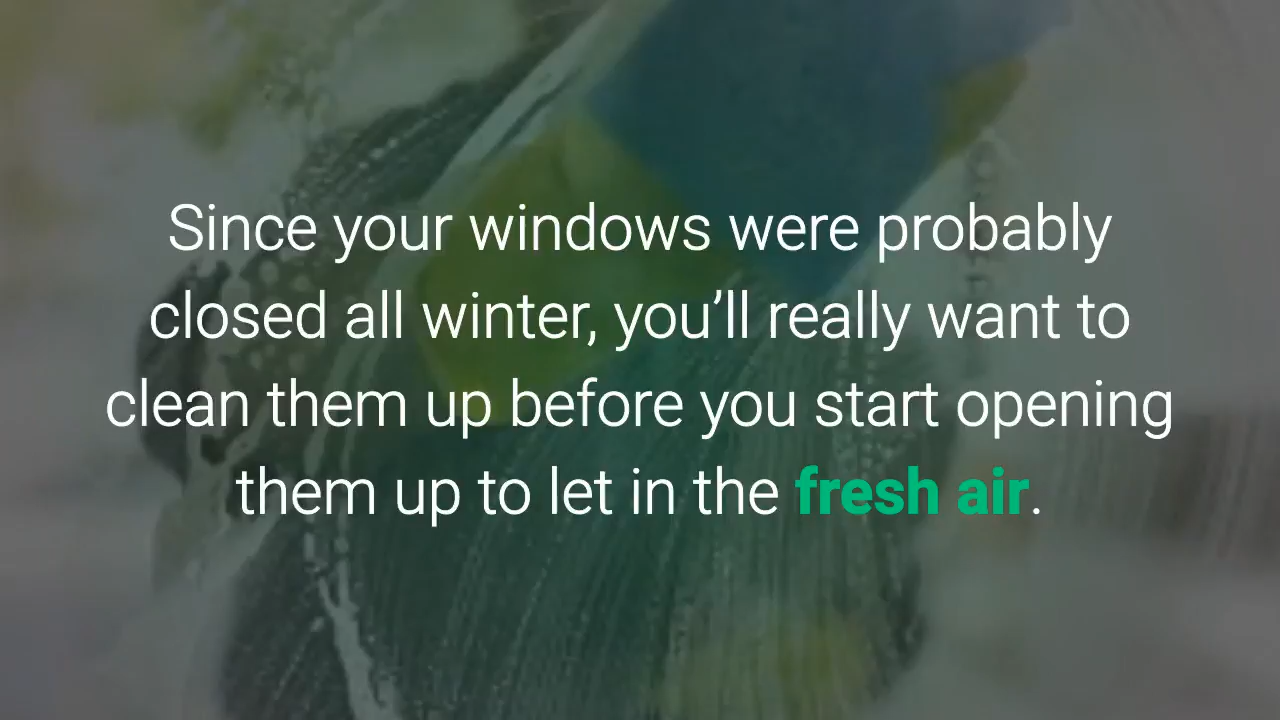 Since your windows were probably
closed all winter, you’ll really want to
clean them up before you start opening
them up to let in the fresh air.